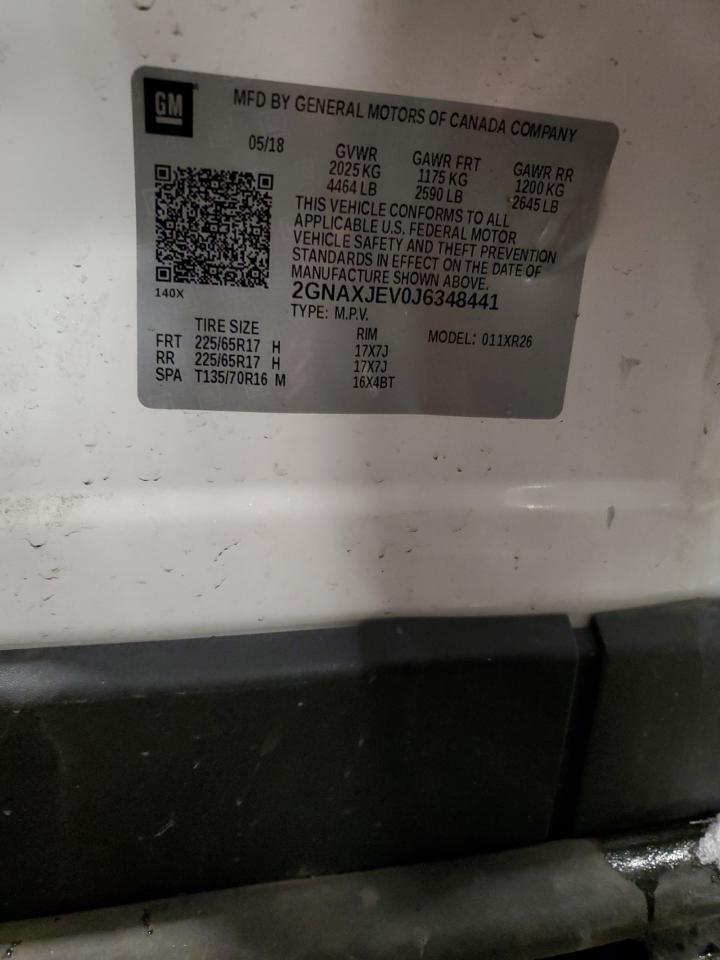 GM
MFD BY GENERAL MOTORS OF CANADA COMPANY
05/18
GVWR GAWR FRT GAWR RR
2025 KG 1175 KG 1200 KG
4464 LB 2590 LB 2645 LB
THIS VEHICLE CONFORMS TO ALL
APPLICABLE U.S. FEDERAL MOTOR
VEHICLE SAFETY AND THEFT PREVENTION
STANDARDS IN EFFECT ON THE DATE OF
MANUFACTURE SHOWN ABOVE.
140X
2GNAXJEV0J6348441
TYPE: M.P.V.
TIRE SIZE RIM MODEL: 011XR26
FRT 225/65R17 H 17X7J
RR 225/65R17 H 17X7J
SPA T135/70R16 M 16X4BT